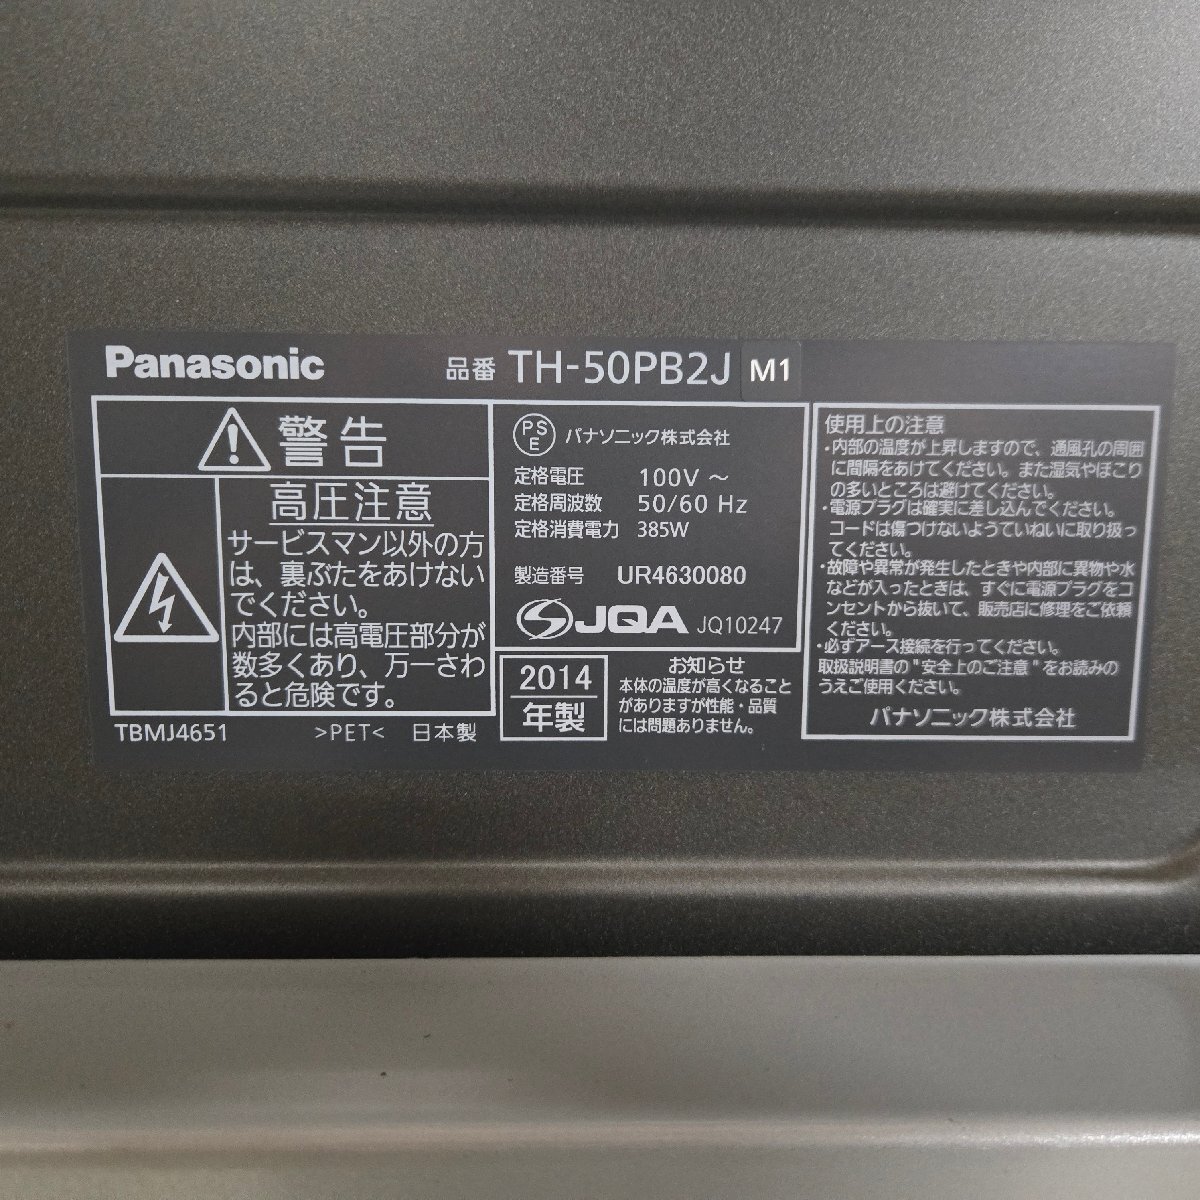 Panasonic
品番 TH-50PB2J M1
警告
高圧注意
サービスマン以外の方
は、裏ぶたをあけない
でください。
内部には高電圧部分が
数多くあり、万一さわ
ると危険です。
TBMJ4651 >PET< 日本製
PSE パナソニック株式会社
定格電圧 100V ～
定格周波数 50/60 Hz
定格消費電力 385W
製造番号 UR4630080
JQA JQ10247
2014
年製
お知らせ
本体の温度が高くなること
がありますが性能・品質
には問題ありません。
使用上の注意
・内部の温度が上昇しますので、通風孔の周囲
に間隔をあけてください。また湿気やほこり
の多いところは避けてください。
・電源プラグは確実に差し込んでください。
コードは傷つけないようていねいに取り扱っ
てください。
・故障や異常が発生したときや内部に異物や水
などが入ったときは、すぐに電源プラグをコ
ンセントから抜いて、販売店に修理をご依頼
ください。
・必ずアース接続を行ってください。
取扱説明書の"安全上のご注意"をお読みの
うえご使用ください。
パナソニック株式会社